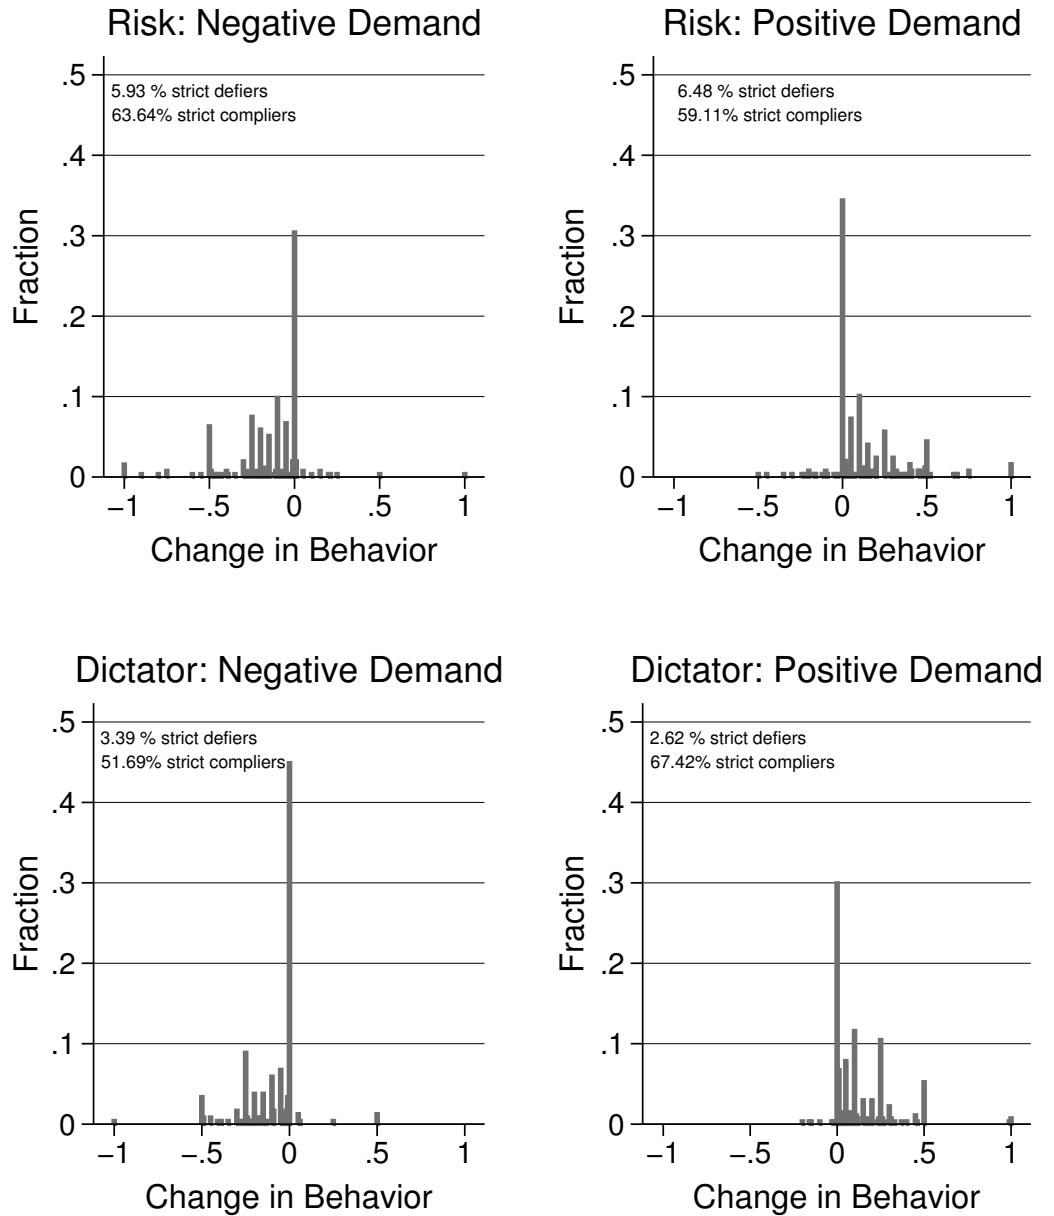 Risk: Negative Demand
5.93 % strict defiers
63.64% strict compliers
.5
.4
.3
.2
.1
0
Fraction
−1
−.5
0
.5
1
Change in Behavior
Risk: Positive Demand
6.48 % strict defiers
59.11% strict compliers
.5
.4
.3
.2
.1
0
Fraction
−1
−.5
0
.5
1
Change in Behavior
Dictator: Negative Demand
3.39 % strict defiers
51.69% strict compliers
.5
.4
.3
.2
.1
0
Fraction
−1
−.5
0
.5
1
Change in Behavior
Dictator: Positive Demand
2.62 % strict defiers
67.42% strict compliers
.5
.4
.3
.2
.1
0
Fraction
−1
−.5
0
.5
1
Change in Behavior